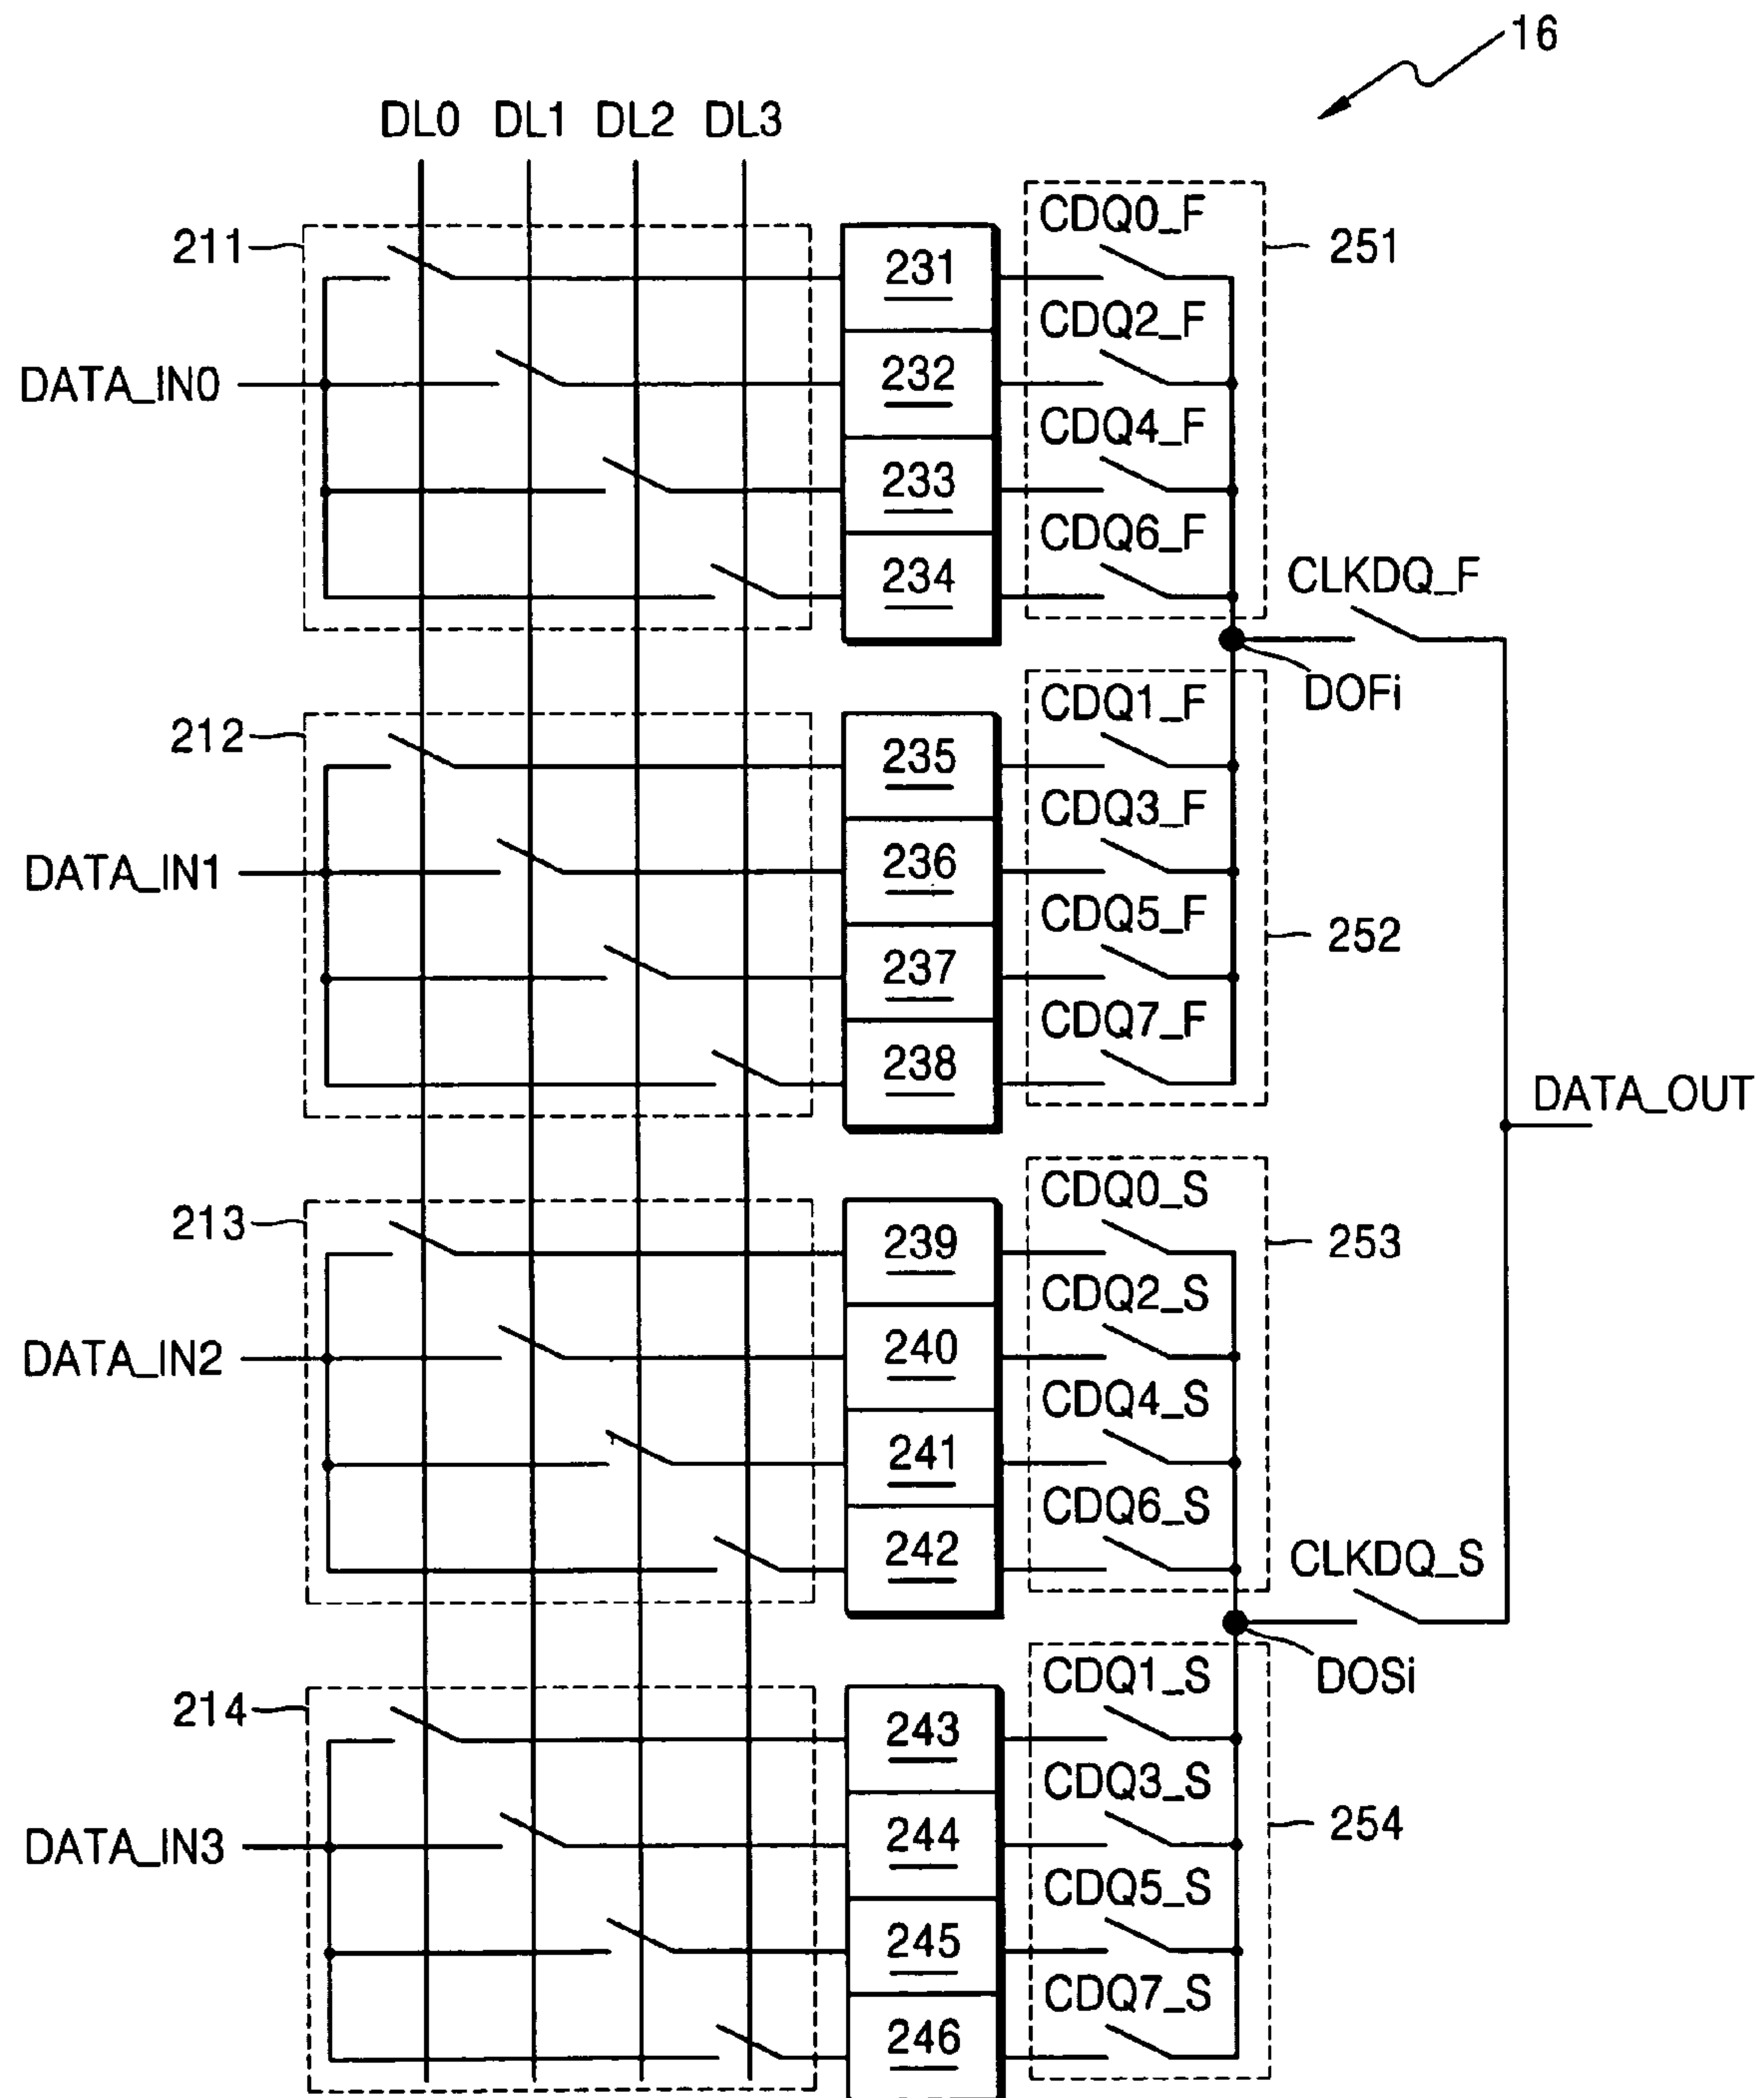 16
DL0 DL1 DL2 DL3
211
DATA_IN0
231
232
233
234
CDQ0_F
CDQ2_F
CDQ4_F
CDQ6_F
251
CLKDQ_F
DOFi
212
DATA_IN1
235
236
237
238
CDQ1_F
CDQ3_F
CDQ5_F
CDQ7_F
252
DATA_OUT
213
DATA_IN2
239
240
241
242
CDQ0_S
CDQ2_S
CDQ4_S
CDQ6_S
253
CLKDQ_S
DOSi
214
DATA_IN3
243
244
245
246
CDQ1_S
CDQ3_S
CDQ5_S
CDQ7_S
254